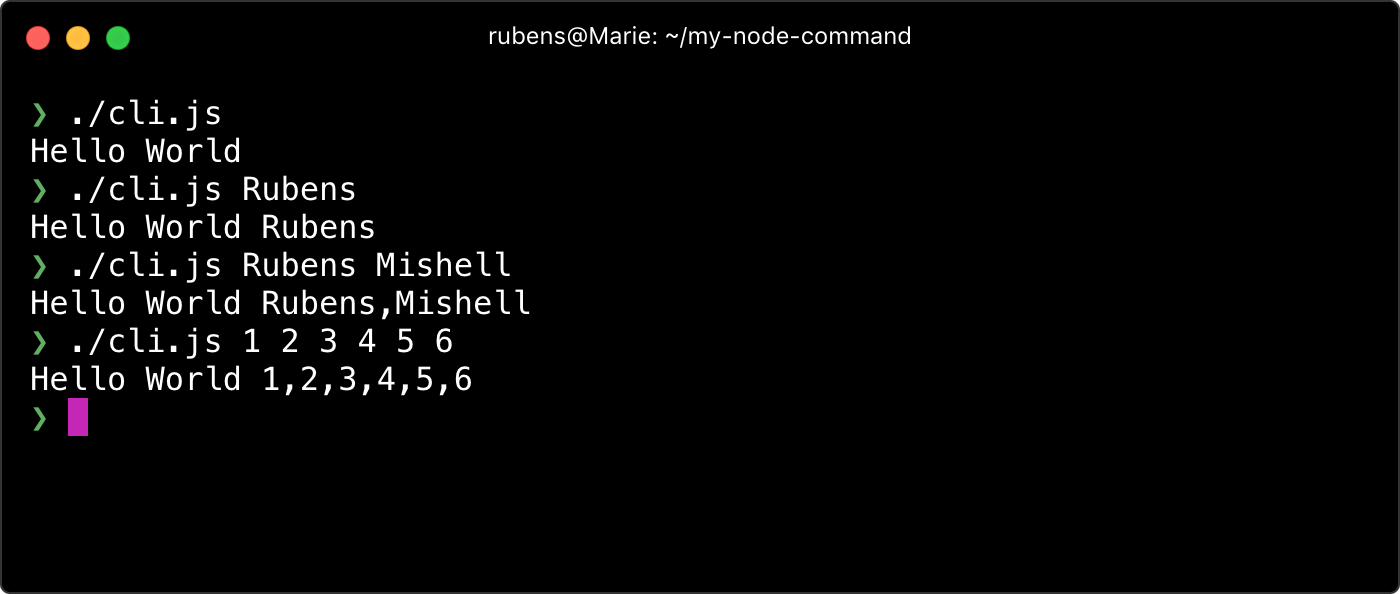 rubens@Marie: ~/my-node-command
❯ ./cli.js
Hello World
❯ ./cli.js Rubens
Hello World Rubens
❯ ./cli.js Rubens Mishell
Hello World Rubens,Mishell
❯ ./cli.js 1 2 3 4 5 6
Hello World 1,2,3,4,5,6
❯